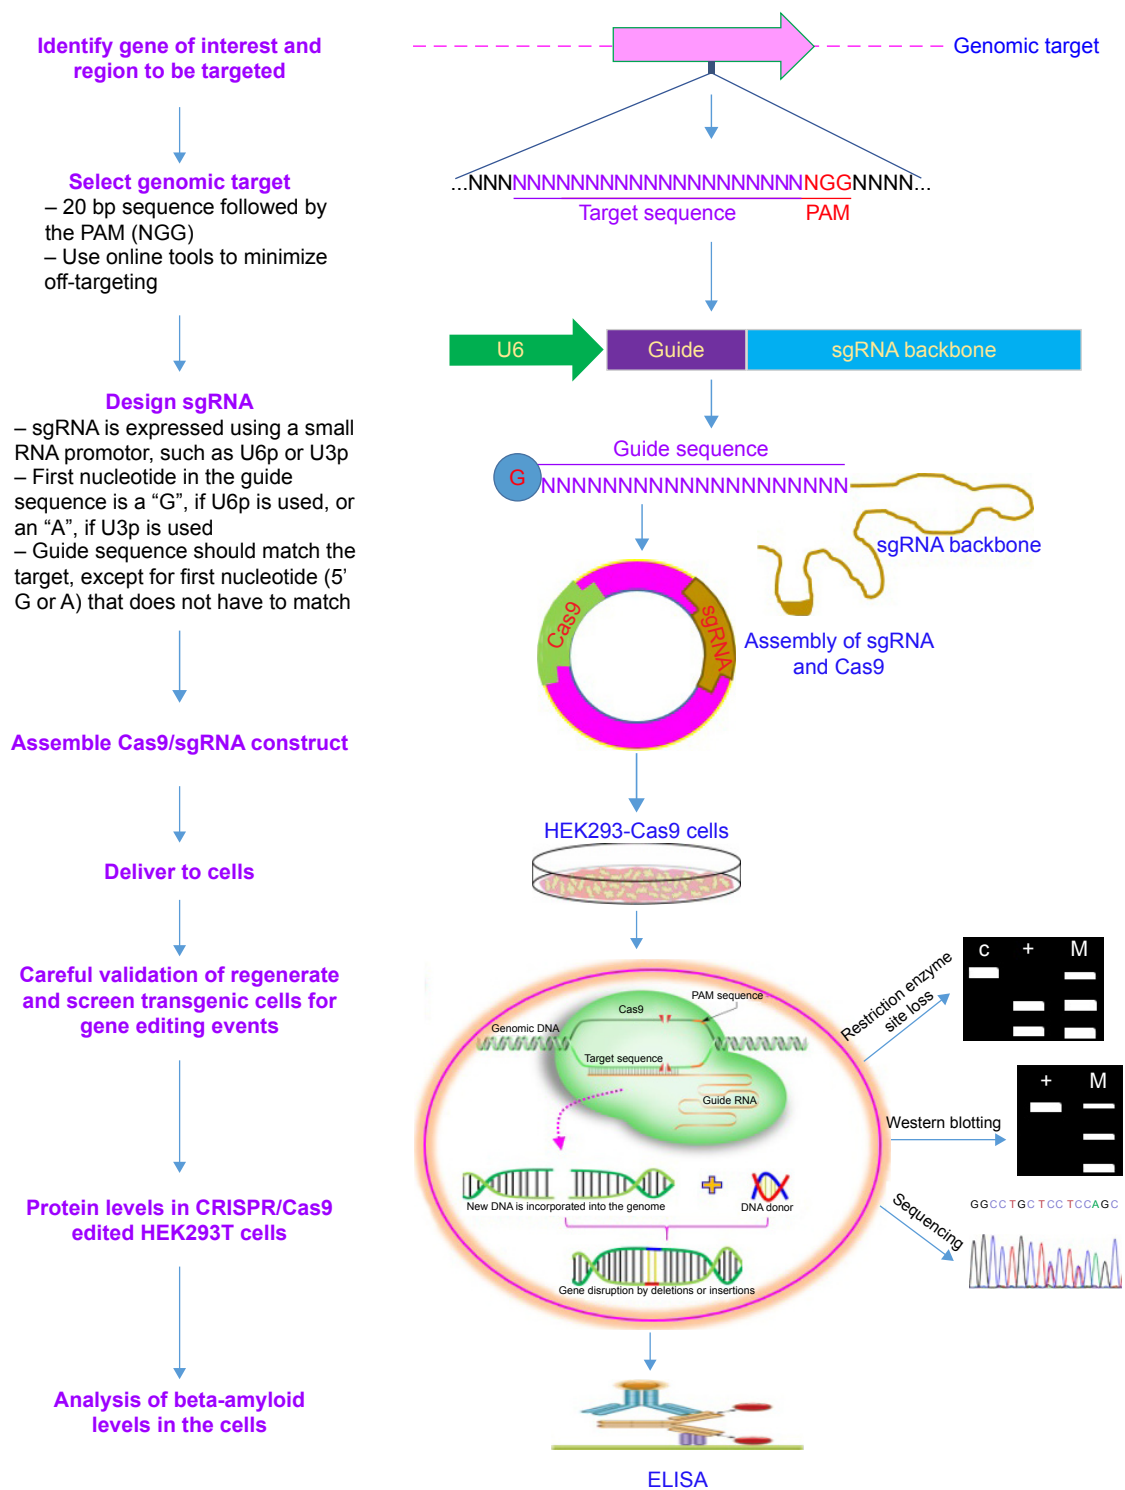 Identify gene of interest and
region to be targeted
Select genomic target
– 20 bp sequence followed by
the PAM (NGG)
– Use online tools to minimize
off-targeting
Design sgRNA
– sgRNA is expressed using a small
RNA promotor, such as U6p or U3p
– First nucleotide in the guide
sequence is a “G”, if U6p is used, or
an “A”, if U3p is used
– Guide sequence should match the
target, except for first nucleotide (5’
G or A) that does not have to match
Assemble Cas9/sgRNA construct
Deliver to cells
Careful validation of regenerate
and screen transgenic cells for
gene editing events
Protein levels in CRISPR/Cas9
edited HEK293T cells
Analysis of beta-amyloid
levels in the cells
Genomic target
...NNNNNNNNNNNNNNNNNNNNNNNNGGNNNN...
Target sequence
PAM
U6
Guide
sgRNA backbone
Guide sequence
G
NNNNNNNNNNNNNNNNNNNN
sgRNA backbone
Cas9
sgRNA
Assembly of sgRNA
and Cas9
HEK293-Cas9 cells
PAM sequence
Cas9
Genomic DNA
Target sequence
Guide RNA
New DNA is incorporated into the genome
DNA donor
Gene disruption by deletions or insertions
Restriction enzyme
site loss
c + M
Western blotting
+ M
Sequencing
GGCCTGCTCCTCCAGC
ELISA